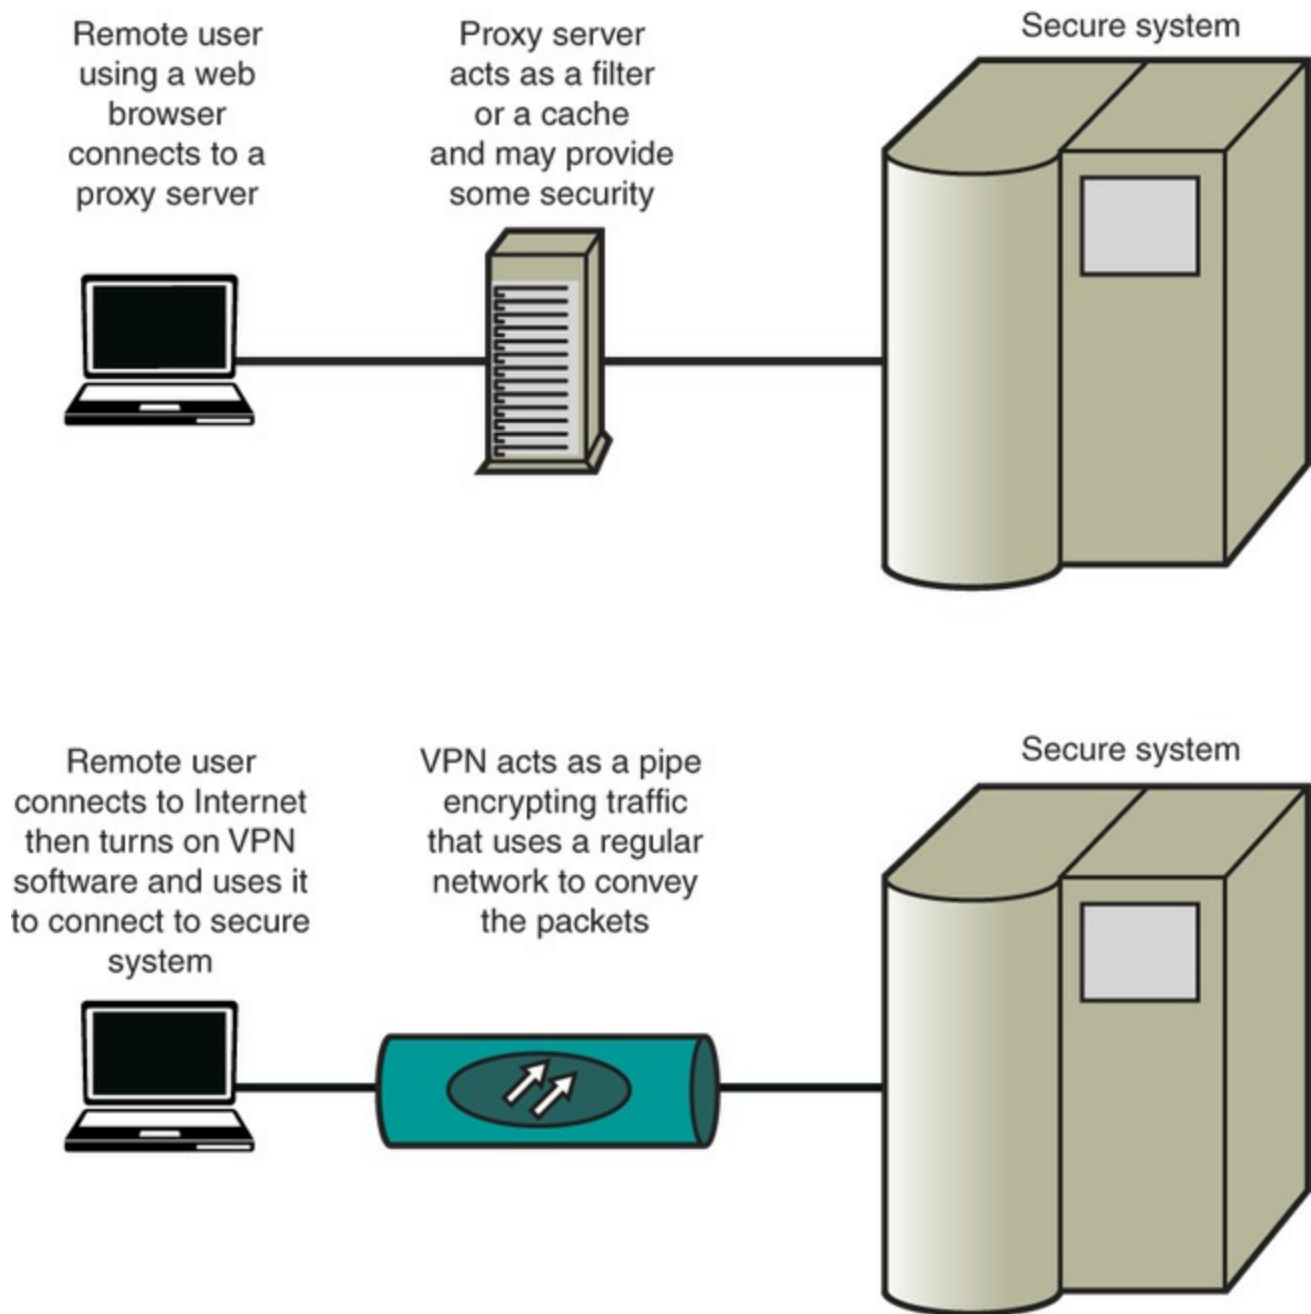 Remote user
using a web
browser
connects to a
proxy server
Proxy server
acts as a filter
or a cache
and may provide
some security
Secure system
Remote user
connects to Internet
then turns on VPN
software and uses it
to connect to secure
system
VPN acts as a pipe
encrypting traffic
that uses a regular
network to convey
the packets
Secure system